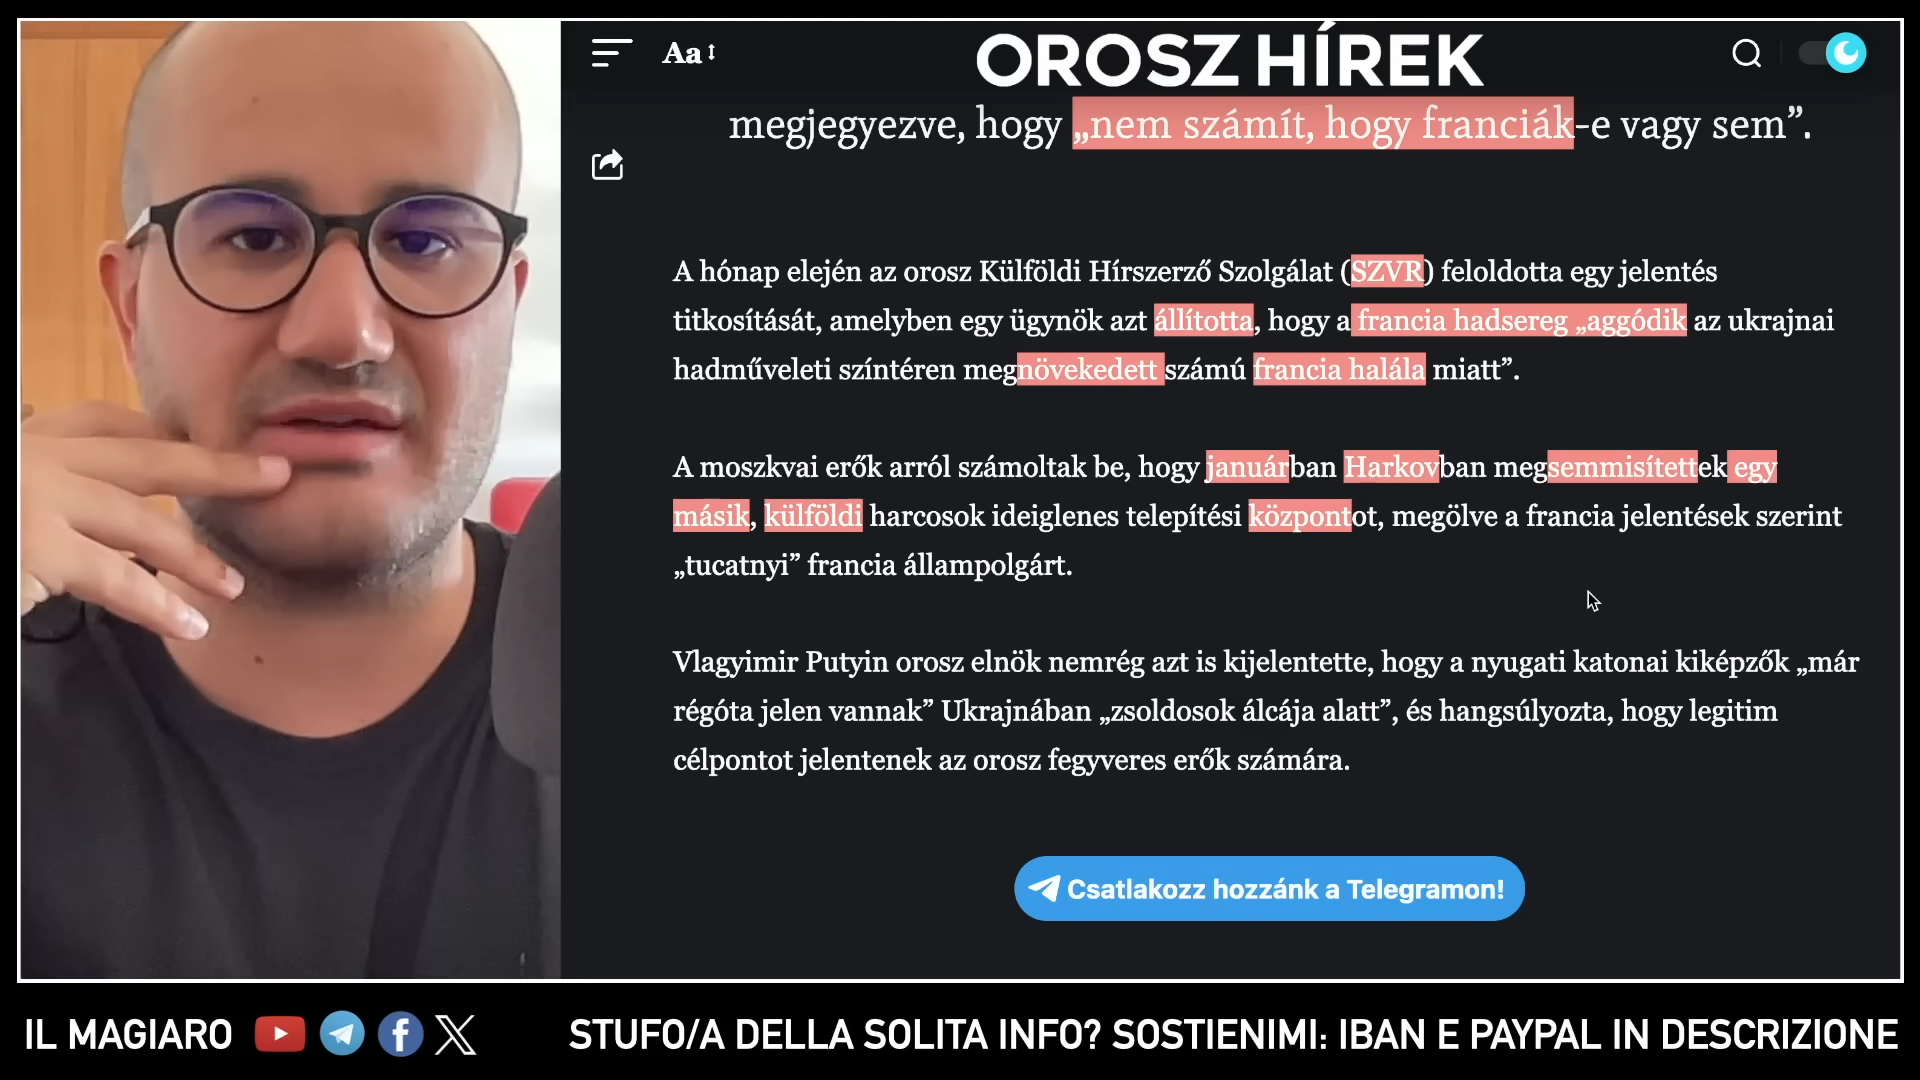 Aa
OROSZ HÍREK
megjegyezve, hogy „nem számít, hogy franciák-e vagy sem”.
A hónap elején az orosz Külföldi Hírszerző Szolgálat (SZVR) feloldotta egy jelentés
titkosítását, amelyben egy ügynök azt állította, hogy a francia hadsereg „aggódik az ukrajnai
hadműveleti színtéren megnövekedett számú francia halála miatt”.
A moszkvai erők arról számoltak be, hogy januárban Harkovban megsemmisítettek egy
másik, külföldi harcosok ideiglenes telepítési központot, megölve a francia jelentések szerint
„tucatnyi” francia állampolgárt.
Vlagyimir Putyin orosz elnök nemrég azt is kijelentette, hogy a nyugati katonai kiképzők „már
régóta jelen vannak” Ukrajnában „zsoldosok álcája alatt”, és hangsúlyozta, hogy legitim
célpontot jelentenek az orosz fegyveres erők számára.
Csatlakozz hozzánk a Telegramon!
IL MAGIARO
STUFO/A DELLA SOLITA INFO? SOSTIENIMI: IBAN E PAYPAL IN DESCRIZIONE